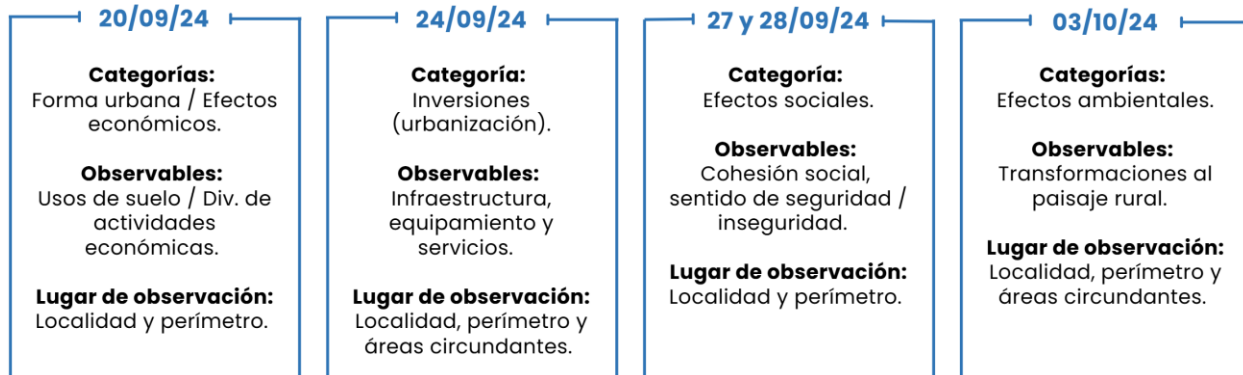 20/09/24
Categorías:
Forma urbana / Efectos
económicos.
Observables:
Usos de suelo / Div. de
actividades
económicas.
Lugar de observación:
Localidad y perímetro.
24/09/24
Categoría:
Inversiones
(urbanización).
Observables:
Infraestructura,
equipamiento y
servicios.
Lugar de observación:
Localidad, perímetro y
áreas circundantes.
27 y 28/09/24
Categoría:
Efectos sociales.
Observables:
Cohesión social,
sentido de seguridad /
inseguridad.
Lugar de observación:
Localidad y perímetro.
03/10/24
Categorías:
Efectos ambientales.
Observables:
Transformaciones al
paisaje rural.
Lugar de observación:
Localidad, perímetro y
áreas circundantes.